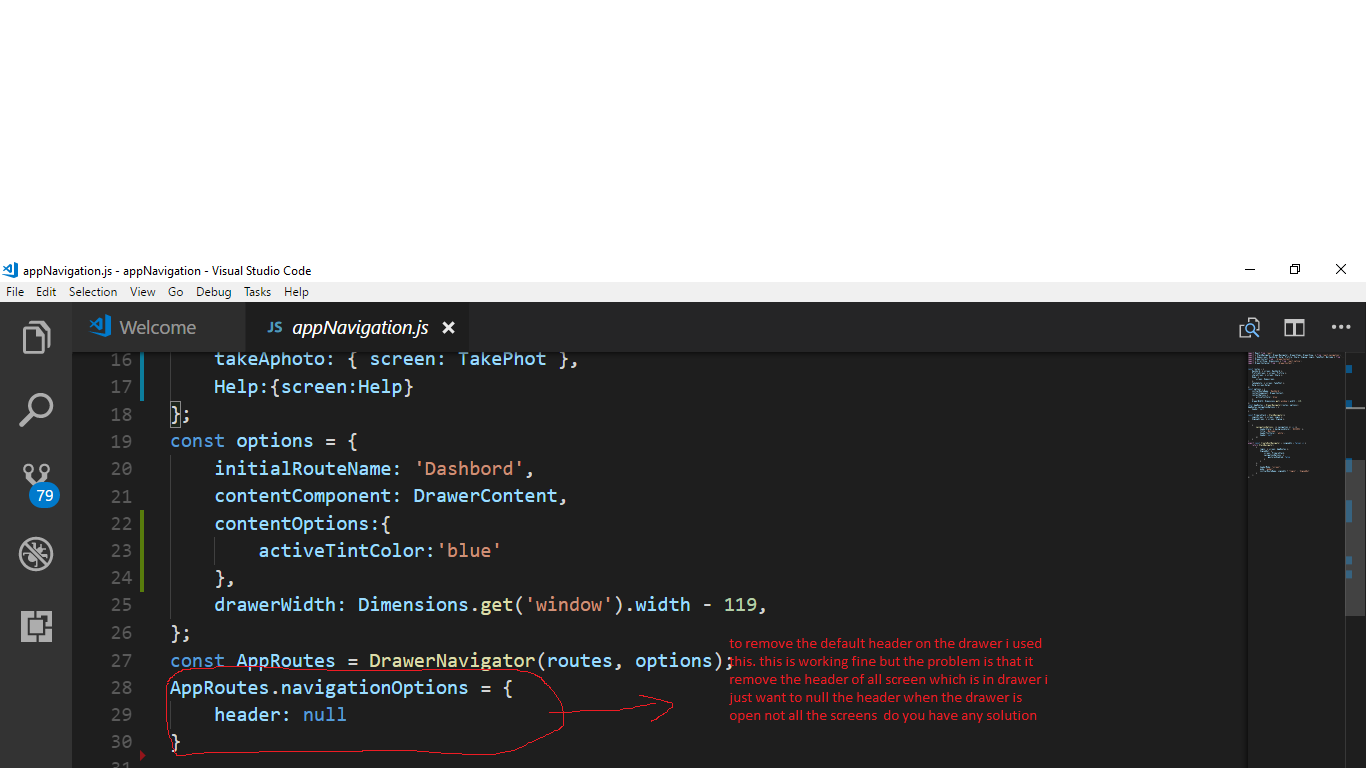 appNavigation.js - appNavigation - Visual Studio Code
File Edit Selection View Go Debug Tasks Help
Welcome
JS appNavigation.js
16 takeAphoto: { screen: TakePhot },
17 Help:{screen:Help}
18 };
19 const options = {
20 initialRouteName: 'Dashbord',
21 contentComponent: DrawerContent,
22 contentOptions:{
23 activeTintColor:'blue'
24 },
25 drawerWidth: Dimensions.get('window').width - 119,
26 };
27 const AppRoutes = DrawerNavigator(routes, options);
28 AppRoutes.navigationOptions = {
29 header: null
30 }
31
79
to remove the default header on the drawer i used
this. this is working fine but the problem is that it
remove the header of all screen which is in drawer i
just want to null the header when the drawer is
open not all the screens do you have any solution